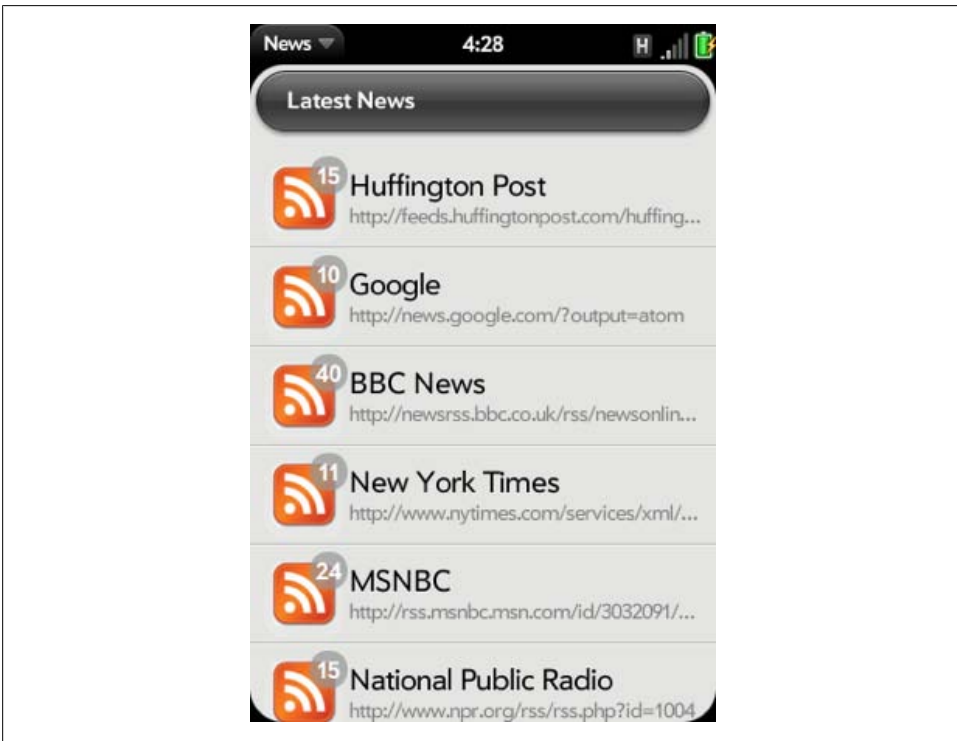 News
4:28
H
Latest News
15
Huffington Post
http://feeds.huffingtonpost.com/huffing...
10
Google
http://news.google.com/?output=atom
40
BBC News
http://newsrss.bbc.co.uk/rss/newsonlin...
11
New York Times
http://www.nytimes.com/services/xml/...
24
MSNBC
http://rss.msnbc.msn.com/id/3032091/...
15
National Public Radio
http://www.npr.org/rss/rss.php?id=1004